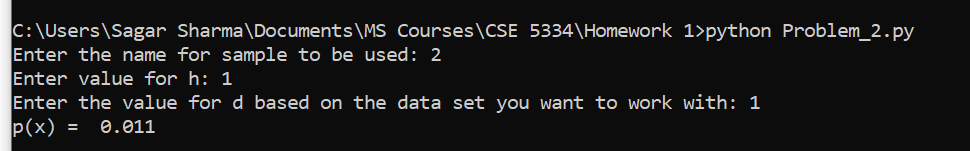 C:\Users\Sagar Sharma\Documents\MS Courses\CSE 5334\Homework 1>python Problem_2.py
Enter the name for sample to be used: 2
Enter value for h: 1
Enter the value for d based on the data set you want to work with: 1
p(x) =  0.011